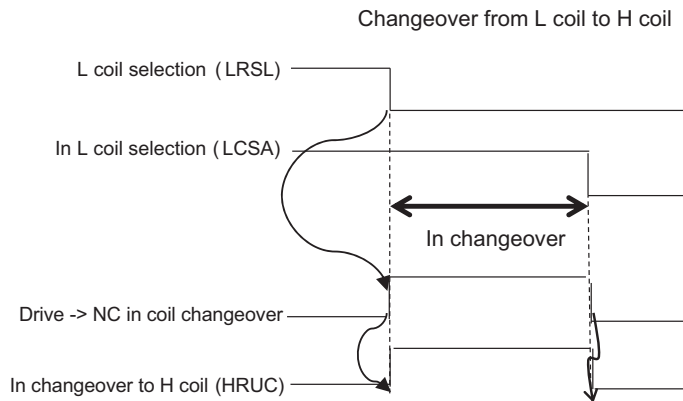 Changeover from L coil to H coil
L coil selection (LRSL)
In L coil selection (LCSA)
In changeover
Drive -> NC in coil changeover
In changeover to H coil (HRUC)